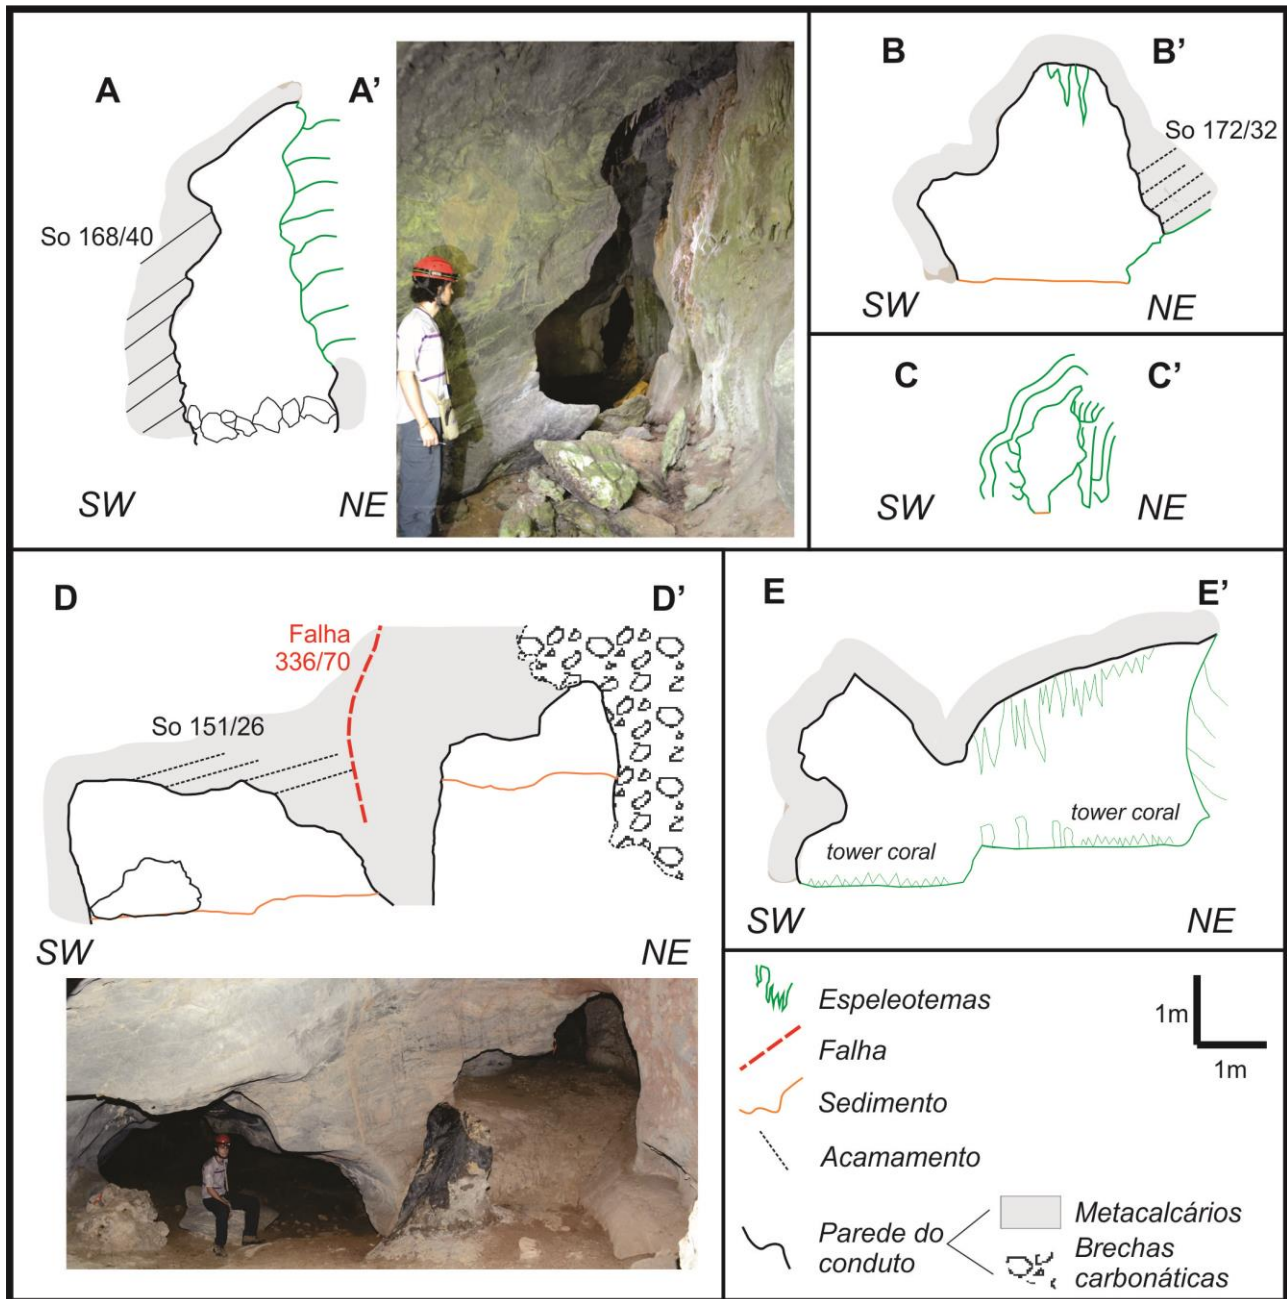 A
A'
So 168/40
SW
NE
B
B'
So 172/32
SW
NE
C
C'
SW
NE
D
D'
Falha
336/70
So 151/26
SW
NE
E
E'
tower coral
tower coral
SW
NE
Espeleotemas
Falha
Sedimento
Acamamento
Parede do
conduto
Metacalcários
Brechas
carbonáticas
1m
1m